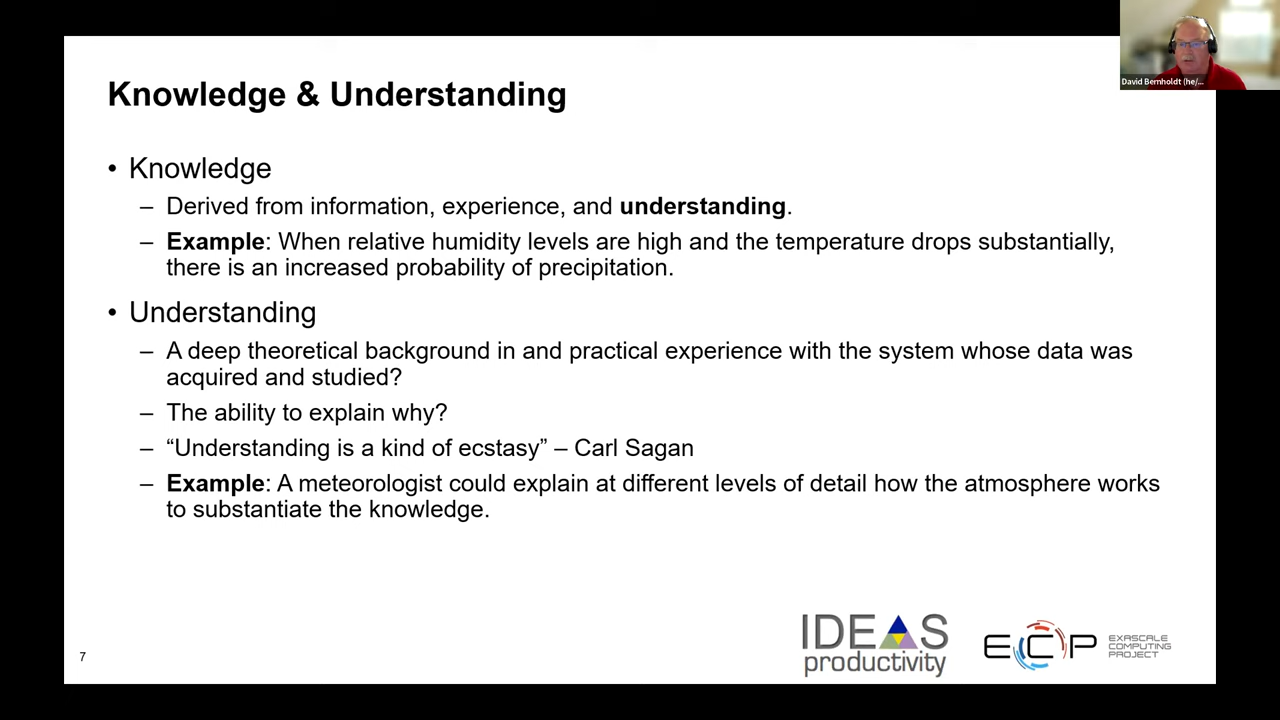 David Bernholdt (he/...
Knowledge & Understanding
• Knowledge
– Derived from information, experience, and understanding.
– Example: When relative humidity levels are high and the temperature drops substantially,
there is an increased probability of precipitation.
• Understanding
– A deep theoretical background in and practical experience with the system whose data was
acquired and studied?
– The ability to explain why?
– “Understanding is a kind of ecstasy” – Carl Sagan
– Example: A meteorologist could explain at different levels of detail how the atmosphere works
to substantiate the knowledge.
7
IDEAS
productivity
ECP
EXASCALE
COMPUTING
PROJECT